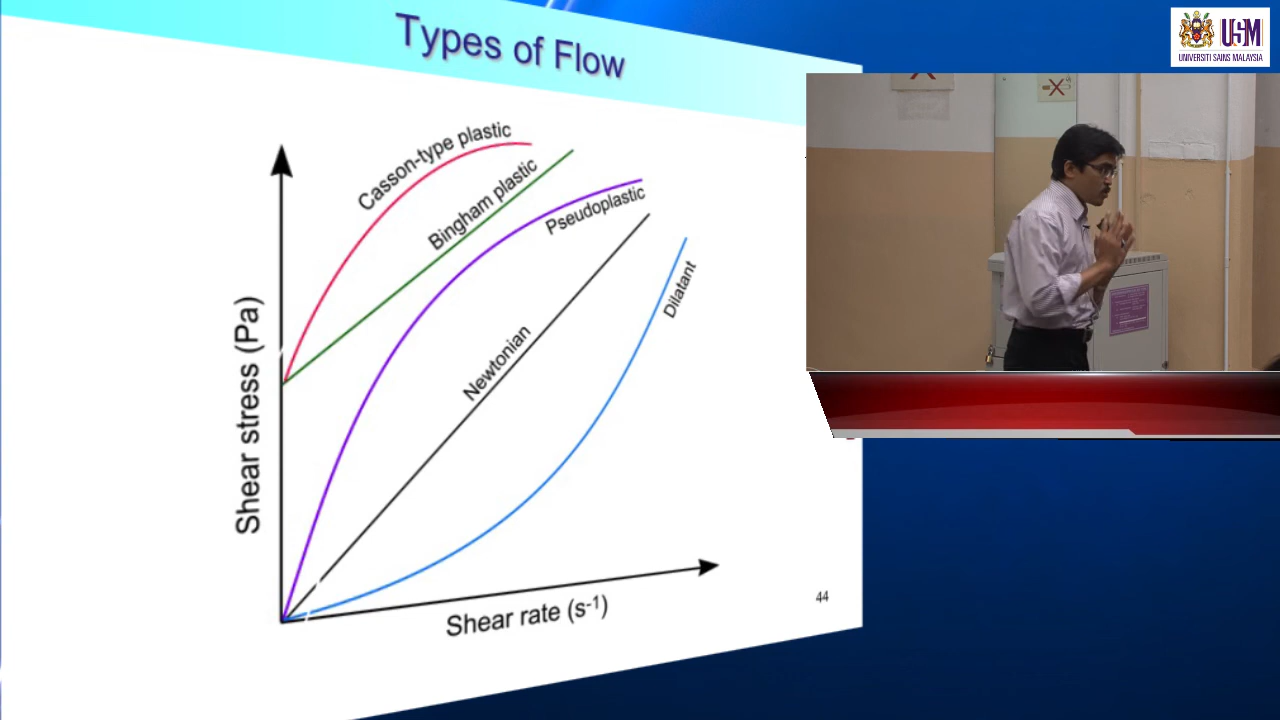 Types of Flow
USM
UNIVERSITI SAINS MALAYSIA
Casson-type plastic
Bingham plastic
Pseudoplastic
Newtonian
Dilatant
Shear stress (Pa)
Shear rate (s-1)
44